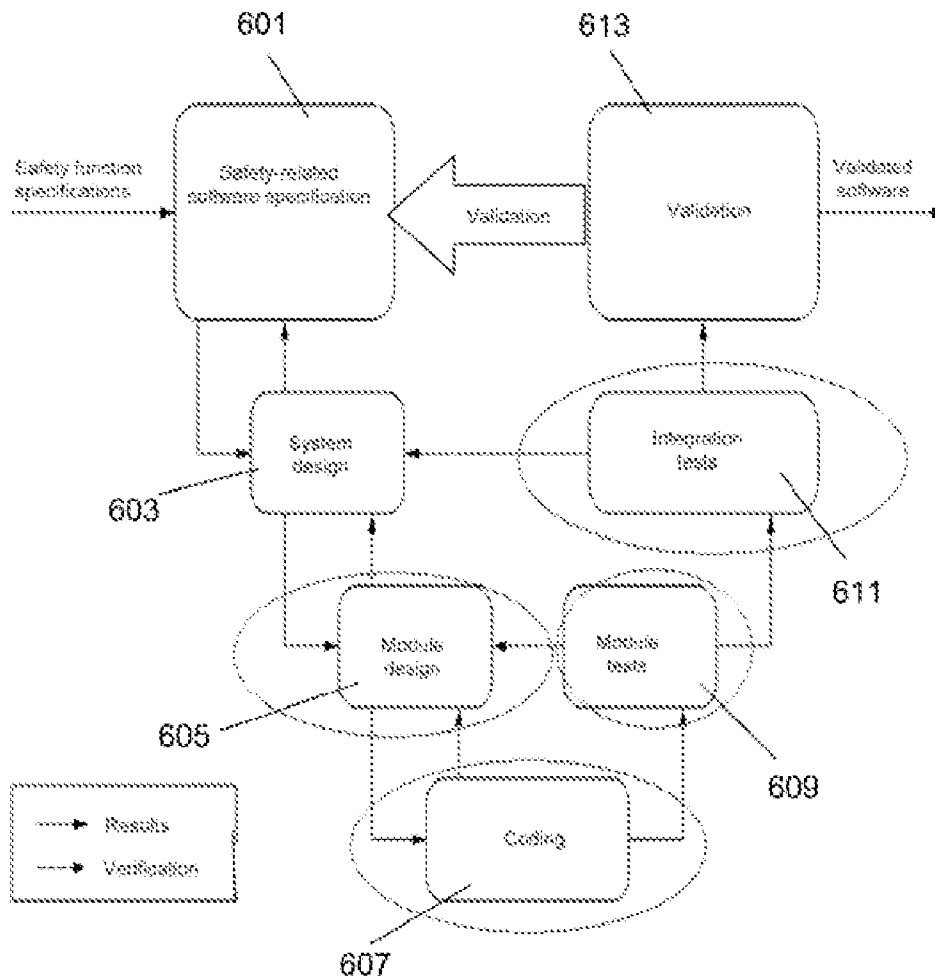 601
613
Safety function
specifications
Safety-related
software specification
Validation
Validation
Validated
software
System
design
Integration
tests
603
611
Module
design
Module
tests
605
609
Results
Verification
Coding
607